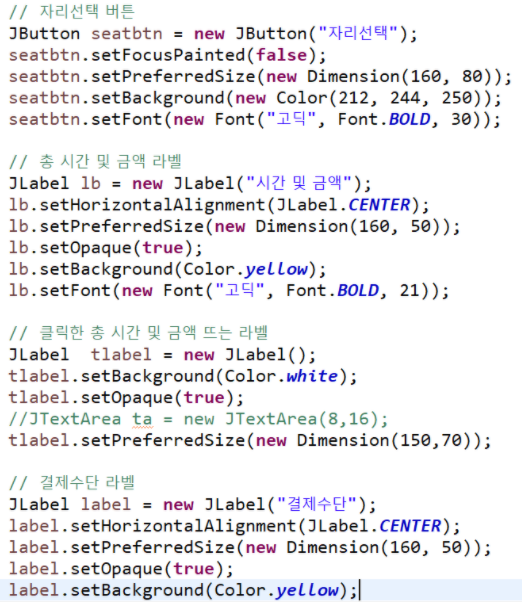 // 자리선택 버튼
JButton seatbtn = new JButton("자리선택");
seatbtn.setFocusPainted(false);
seatbtn.setPreferredSize(new Dimension(160, 80));
seatbtn.setBackground(new Color(212, 244, 250));
seatbtn.setFont(new Font("고딕", Font.BOLD, 30));

// 총 시간 및 금액 라벨
JLabel lb = new JLabel("시간 및 금액");
lb.setHorizontalAlignment(JLabel.CENTER);
lb.setPreferredSize(new Dimension(160, 50));
lb.setOpaque(true);
lb.setBackground(Color.yellow);
lb.setFont(new Font("고딕", Font.BOLD, 21));

// 클릭한 총 시간 및 금액 뜨는 라벨
JLabel  tlabel = new JLabel();
tlabel.setBackground(Color.white);
tlabel.setOpaque(true);
//JTextArea ta = new JTextArea(8,16);
tlabel.setPreferredSize(new Dimension(150,70));

// 결제수단 라벨
JLabel label = new JLabel("결제수단");
label.setHorizontalAlignment(JLabel.CENTER);
label.setPreferredSize(new Dimension(160, 50));
label.setOpaque(true);
label.setBackground(Color.yellow);